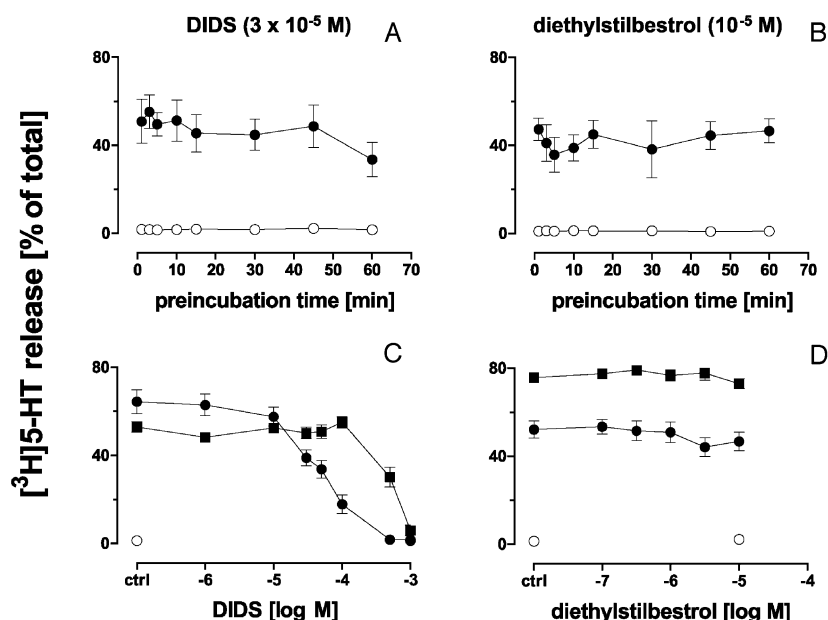 DIDS (3 x 10⁻⁵ M)
A
diethylstilbestrol (10⁻⁵ M)
B
[³H]5-HT release [% of total]
80
40
0
0 10 20 30 40 50 60 70
preincubation time [min]
80
40
0
0 10 20 30 40 50 60 70
preincubation time [min]
C
80
40
0
ctrl -6 -5 -4 -3
DIDS [log M]
D
80
40
0
ctrl -7 -6 -5 -4
diethylstilbestrol [log M]